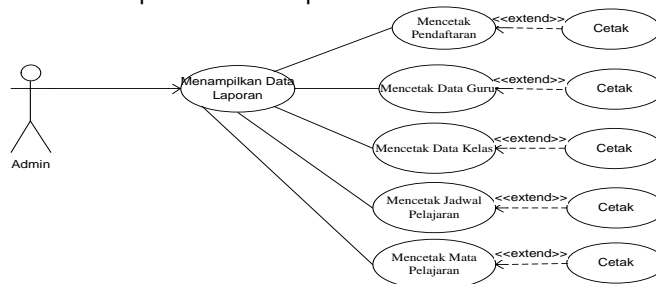 Mencetak
Pendaftaran
<<extend>>
Cetak
Menampilkan Data
Laporan
Mencetak Data Guru
<<extend>>
Cetak
Admin
Mencetak Data Kelas
<<extend>>
Cetak
Mencetak Jadwal
Pelajaran
<<extend>>
Cetak
Mencetak Mata
Pelajaran
<<extend>>
Cetak